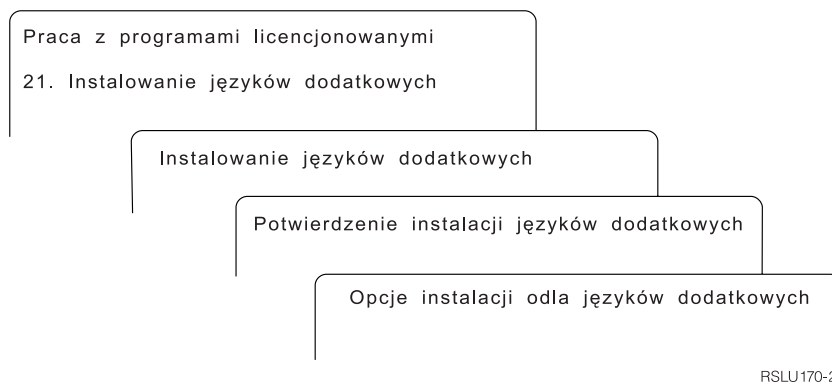 Praca z programami licencjonowanymi
21. Instalowanie języków dodatkowych
Instalowanie języków dodatkowych
Potwierdzenie instalacji języków dodatkowych
Opcje instalacji odla języków dodatkowych
RSLU170-2